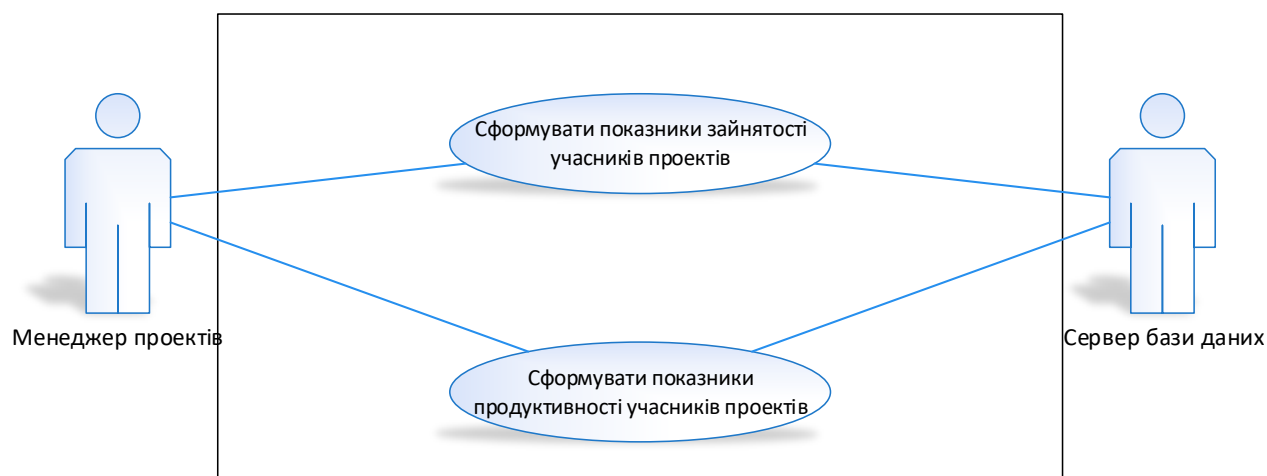 Сформувати показники зайнятості
учасників проектів
Менеджер проектів
Сервер бази даних
Сформувати показники
продуктивності учасників проектів